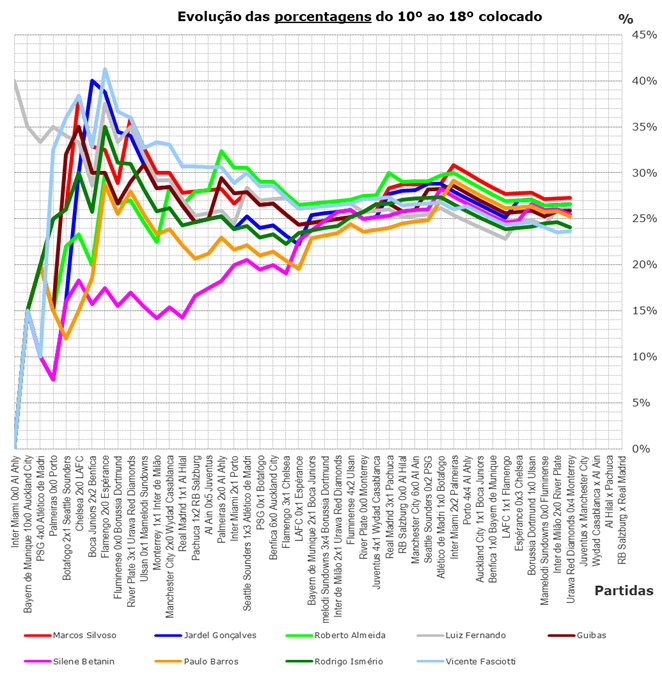 Evolução das porcentagens do 10º ao 18º colocado
%
45%
40%
35%
30%
25%
20%
15%
10%
5%
0%
Inter Miami 0x0 Al Ahly
Bayern de Munique 10x0 Auckland City
PSG 4x0 Atlético de Madri
Palmeiras 0x0 Porto
Botafogo 2x1 Seattle Sounders
Chelsea 2x0 LAFC
Boca Juniors 2x2 Benfica
Flamengo 2x0 Espérance
Fluminense 0x0 Borussia Dortmund
River Plate 3x1 Urawa Red Diamonds
Ulsan 0x1 Mamelodi Sundowns
Monterrey 1x1 Inter de Milão
Manchester City 2x0 Wydad Casablanca
Real Madrid 1x1 Al Hilal
Pachuca 1x2 RB Salzburg
Al Ain 0x5 Juventus
Palmeiras 2x0 Al Ahly
Inter Miami 2x1 Porto
Seattle Sounders 1x3 Atlético de Madri
PSG 0x1 Botafogo
Benfica 6x0 Auckland City
Flamengo 3x1 Chelsea
LAFC 0x1 Espérance
Bayern de Munique 2x1 Boca Juniors
melodi Sundowns 3x4 Borussia Dortmund
Inter de Milão 2x1 Urawa Red Diamonds
Fluminense 4x2 Ulsan
River Plate 0x0 Monterrey
Juventus 4x1 Wydad Casablanca
Real Madrid 3x1 Pachuca
RB Salzburg 0x0 Al Hilal
Manchester City 6x0 Al Ain
Seattle Sounders 0x2 PSG
Atlético de Madri 1x0 Botafogo
Inter Miami 2x2 Palmeiras
Porto 4x4 Al Ahly
Auckland City 1x1 Boca Juniors
Benfica 1x0 Bayern de Munique
LAFC 1x1 Flamengo
Esperance 0x3 Chelsea
Borussia Dortmund 1x0 Ulsan
Mamelodi Sundowns 0x0 Fluminense
Inter de Milão 2x0 River Plate
Urawa Red Diamonds 0x4 Monterrey
Juventus x Manchester City
Wydad Casablanca x Al Ain
Al Hilal x Pachuca
RB Salzburg x Real Madrid
Partidas
Marcos Silvoso
Jardel Gonçalves
Roberto Almeida
Luiz Fernando
Guibas
Silene Betanin
Paulo Barros
Rodrigo Ismério
Vicente Fasciotti